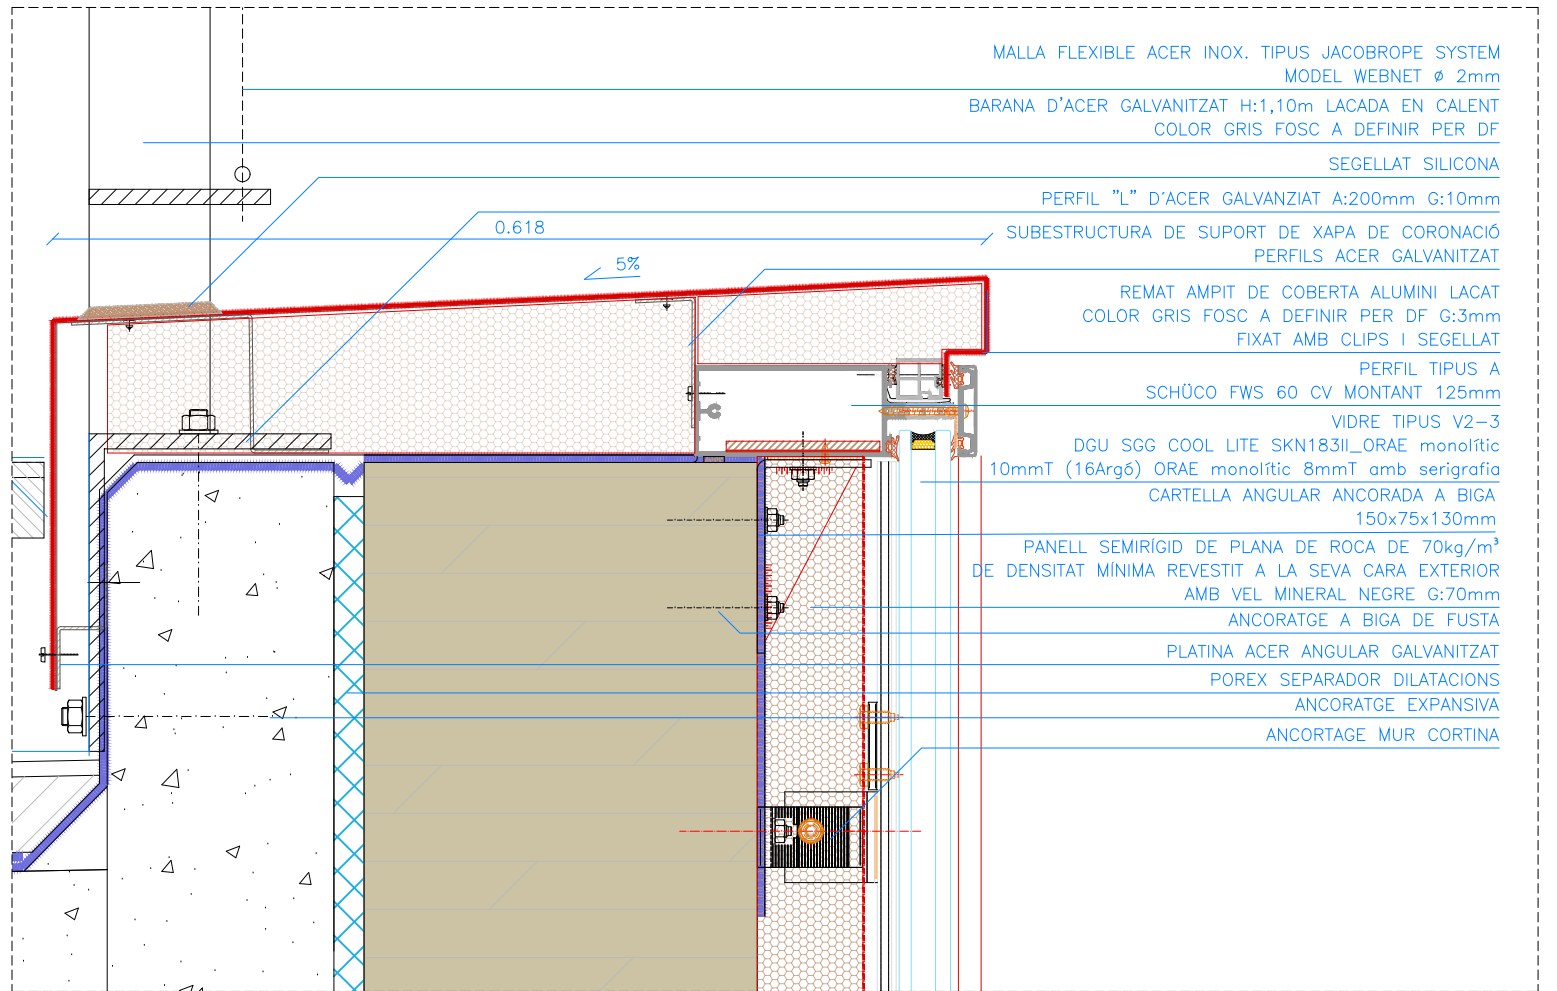 MALLA FLEXIBLE ACER INOX. TIPUS JACOBROPE SYSTEM
MODEL WEBNET ø 2mm
BARANA D'ACER GALVANITZAT H:1,10m LACADA EN CALENT
COLOR GRIS FOSC A DEFINIR PER DF
SEGELLAT SILICONA
PERFIL "L" D'ACER GALVANZIAT A:200mm G:10mm
0.618
SUBESTRUCTURA DE SUPORT DE XAPA DE CORONACIÓ
PERFILS ACER GALVANITZAT
5%
REMAT AMPIT DE COBERTA ALUMINI LACAT
COLOR GRIS FOSC A DEFINIR PER DF G:3mm
FIXAT AMB CLIPS I SEGELLAT
PERFIL TIPUS A
SCHÜCO FWS 60 CV MONTANT 125mm
VIDRE TIPUS V2-3
DGU SGG COOL LITE SKN183II_ORAE monolític
10mmT (16Argó) ORAE monolític 8mmT amb serigrafia
CARTELLA ANGULAR ANCORADA A BIGA
150x75x130mm
PANELL SEMIRÍGID DE PLANA DE ROCA DE 70kg/m³
DE DENSITAT MÍNIMA REVESTIT A LA SEVA CARA EXTERIOR
AMB VEL MINERAL NEGRE G:70mm
ANCORATGE A BIGA DE FUSTA
PLATINA ACER ANGULAR GALVANITZAT
POREX SEPARADOR DILATACIONS
ANCORATGE EXPANSIVA
ANCORTAGE MUR CORTINA